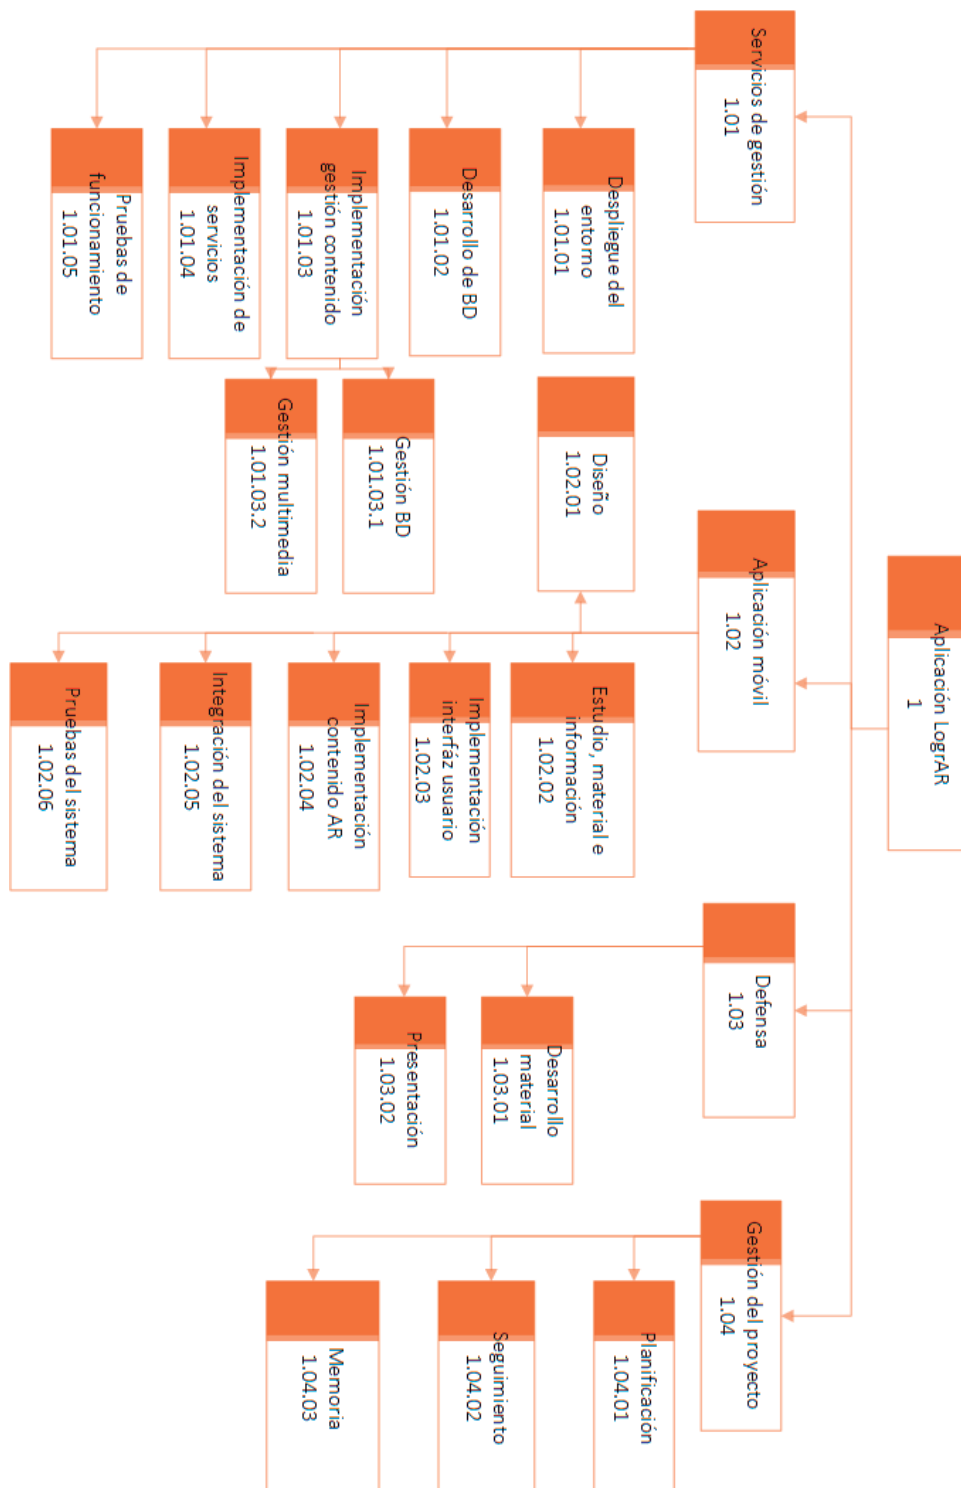 Aplicación LogrAR
1
Servicios de gestión
1.01
Despliegue del
entorno
1.01.01
Desarrollo de BD
1.01.02
Implementación
gestión contenido
1.01.03
Gestión BD
1.01.03.1
Gestión multimedia
1.01.03.2
Implementación de
servicios
1.01.04
Pruebas de
funcionamiento
1.01.05
Aplicación móvil
1.02
Diseño
1.02.01
Estudio, material e
información
1.02.02
Implementación
interfáz usuario
1.02.03
Implementación
contenido AR
1.02.04
Integración del sistema
1.02.05
Pruebas del sistema
1.02.06
Defensa
1.03
Desarrollo
material
1.03.01
Presentación
1.03.02
Gestión del proyecto
1.04
Planificación
1.04.01
Seguimiento
1.04.02
Memoria
1.04.03